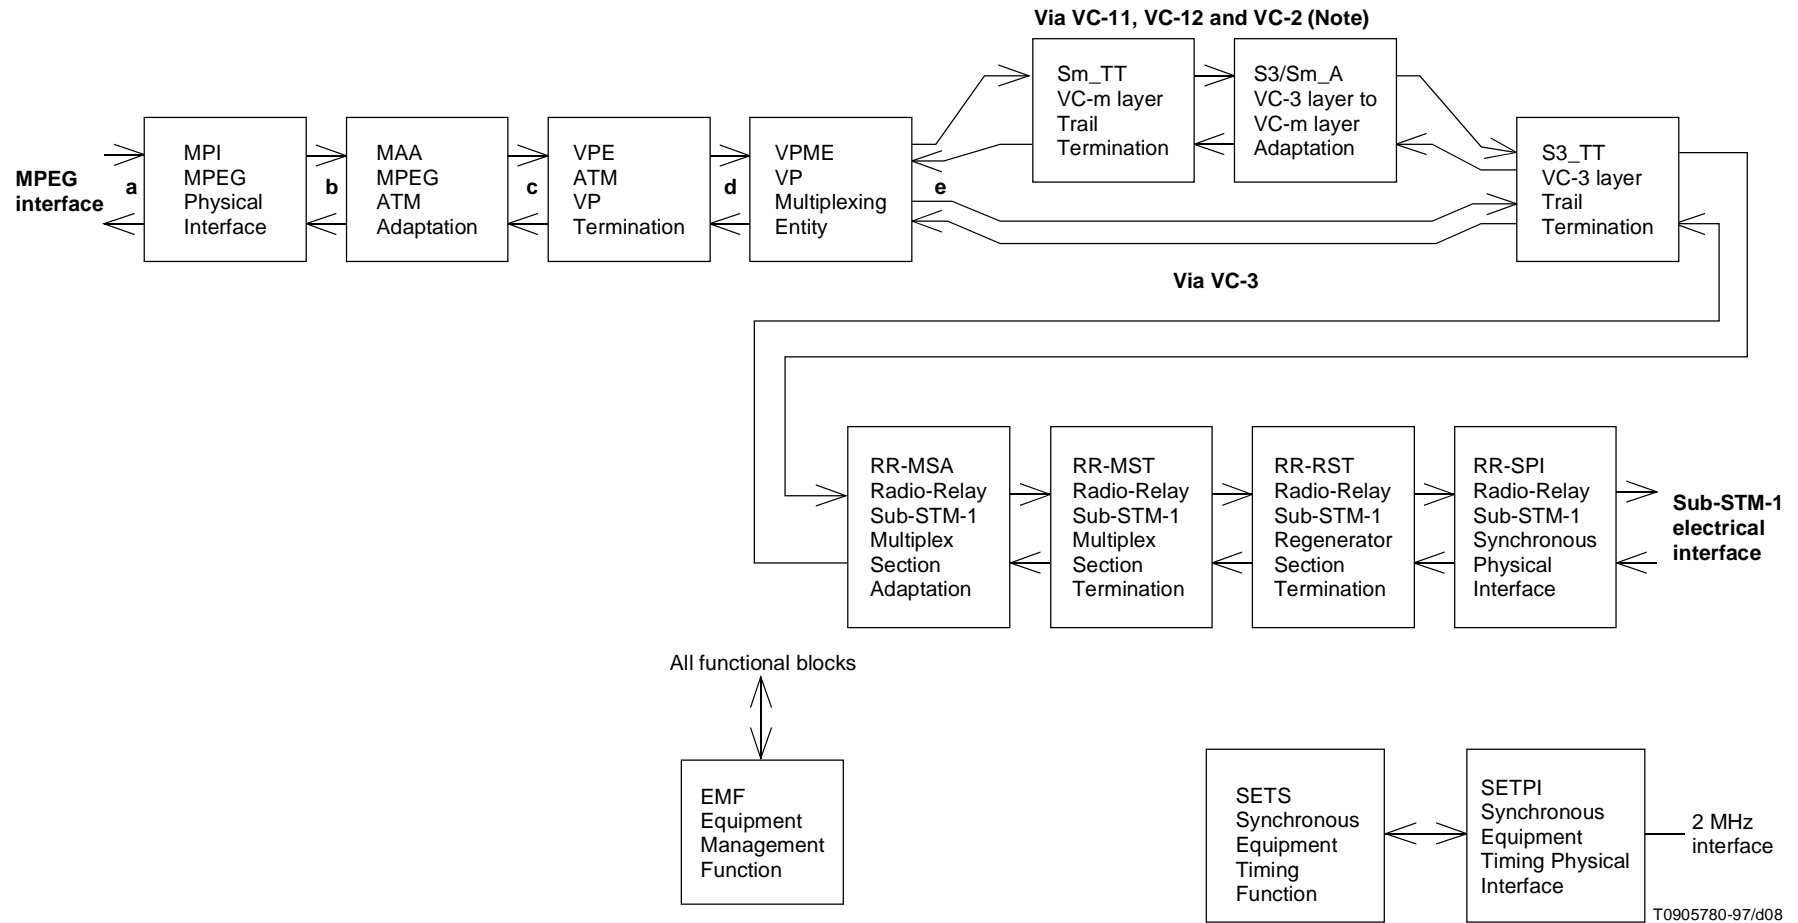 Via VC-11, VC-12 and VC-2 (Note)
Sm_TT
VC-m layer
Trail
Termination
S3/Sm_A
VC-3 layer to
VC-m layer
Adaptation
MPEG
interface
a
MPI
MPEG
Physical
Interface
b
MAA
MPEG
ATM
Adaptation
c
VPE
ATM
VP
Termination
d
VPME
VP
Multiplexing
Entity
e
S3_TT
VC-3 layer
Trail
Termination
Via VC-3
RR-MSA
Radio-Relay
Sub-STM-1
Multiplex
Section
Adaptation
RR-MST
Radio-Relay
Sub-STM-1
Multiplex
Section
Termination
RR-RST
Radio-Relay
Sub-STM-1
Regenerator
Section
Termination
RR-SPI
Radio-Relay
Sub-STM-1
Synchronous
Physical
Interface
Sub-STM-1
electrical
interface
All functional blocks
EMF
Equipment
Management
Function
SETS
Synchronous
Equipment
Timing
Function
SETPI
Synchronous
Equipment
Timing Physical
Interface
2 MHz
interface
T0905780-97/d08